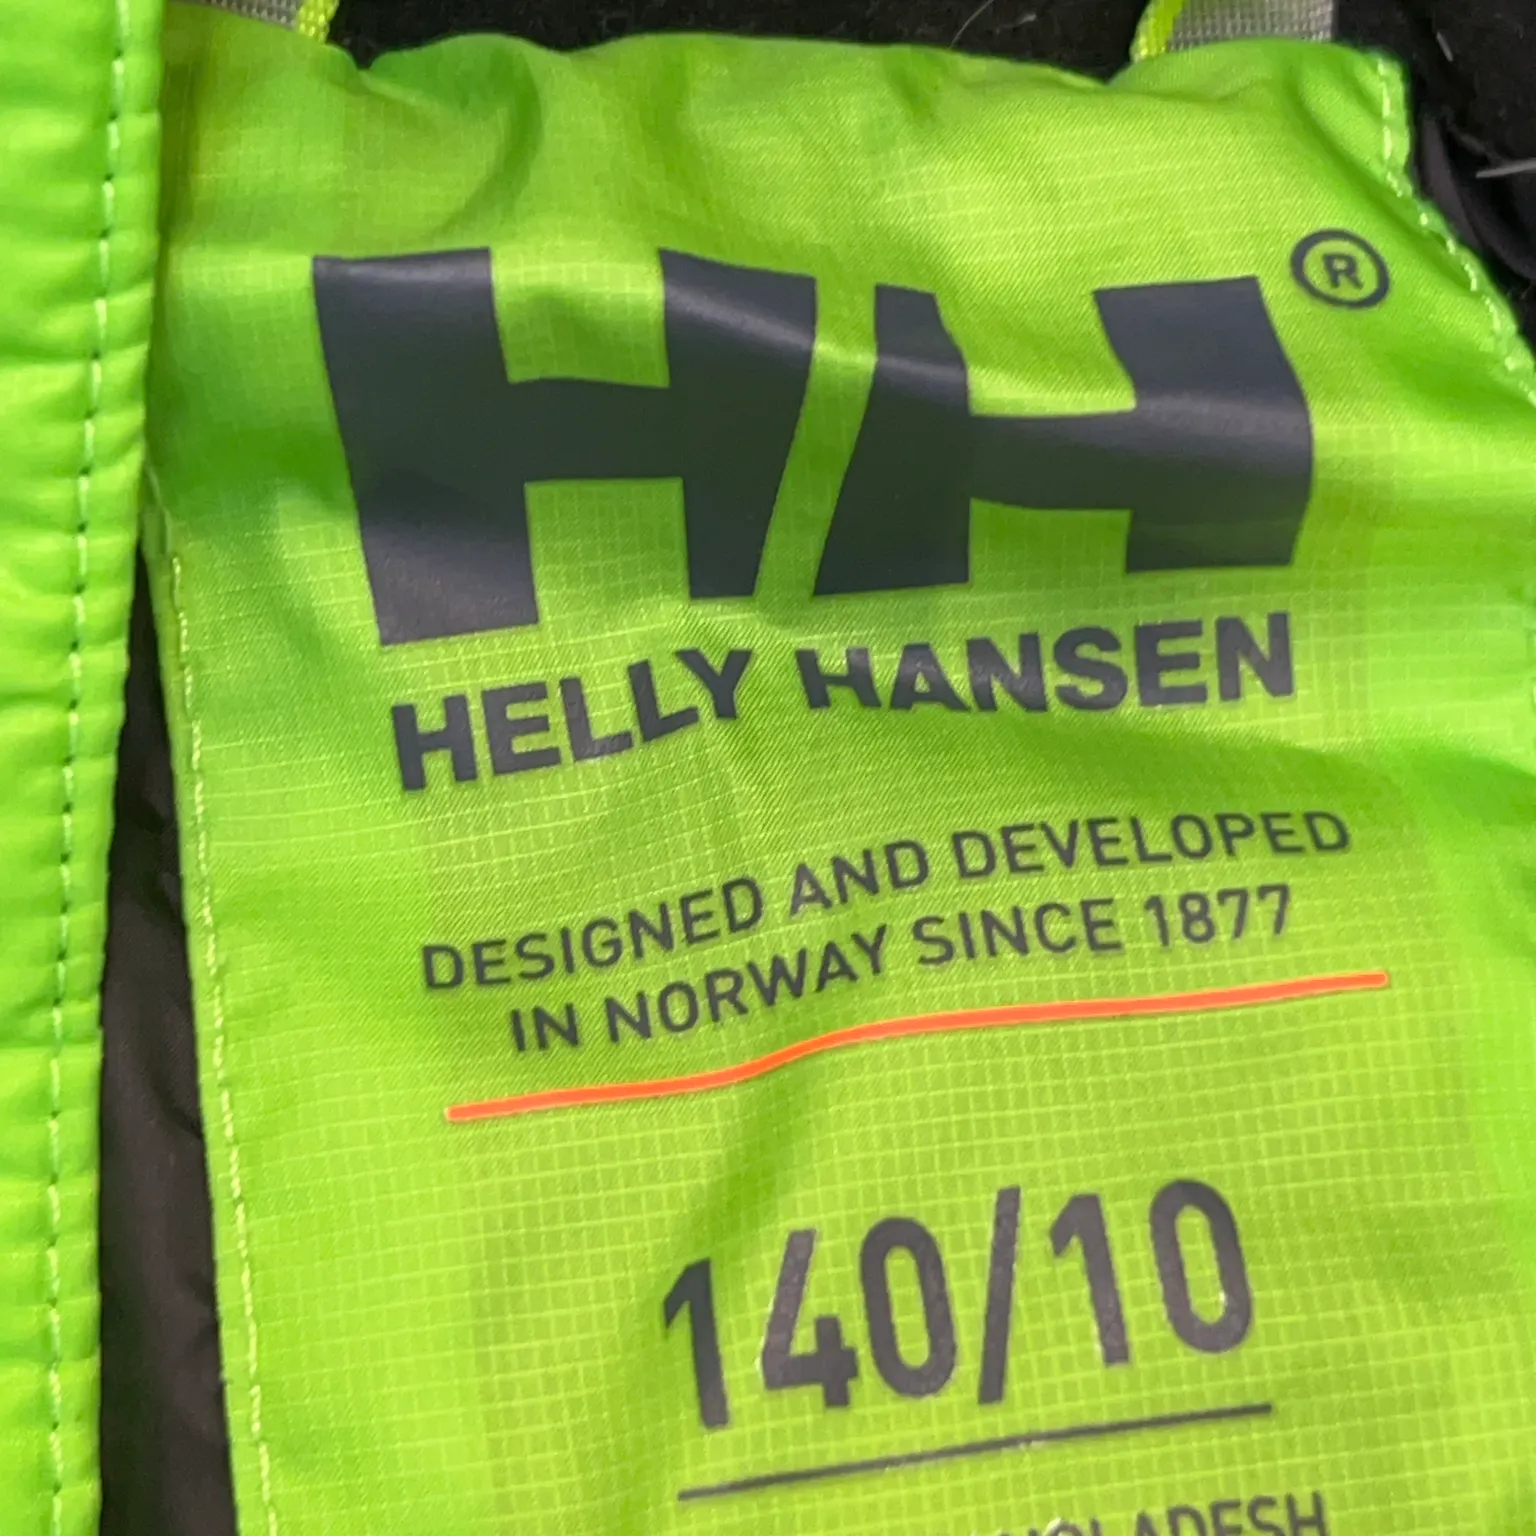 HH®
HELLY HANSEN
DESIGNED AND DEVELOPED
IN NORWAY SINCE 1877
140/10